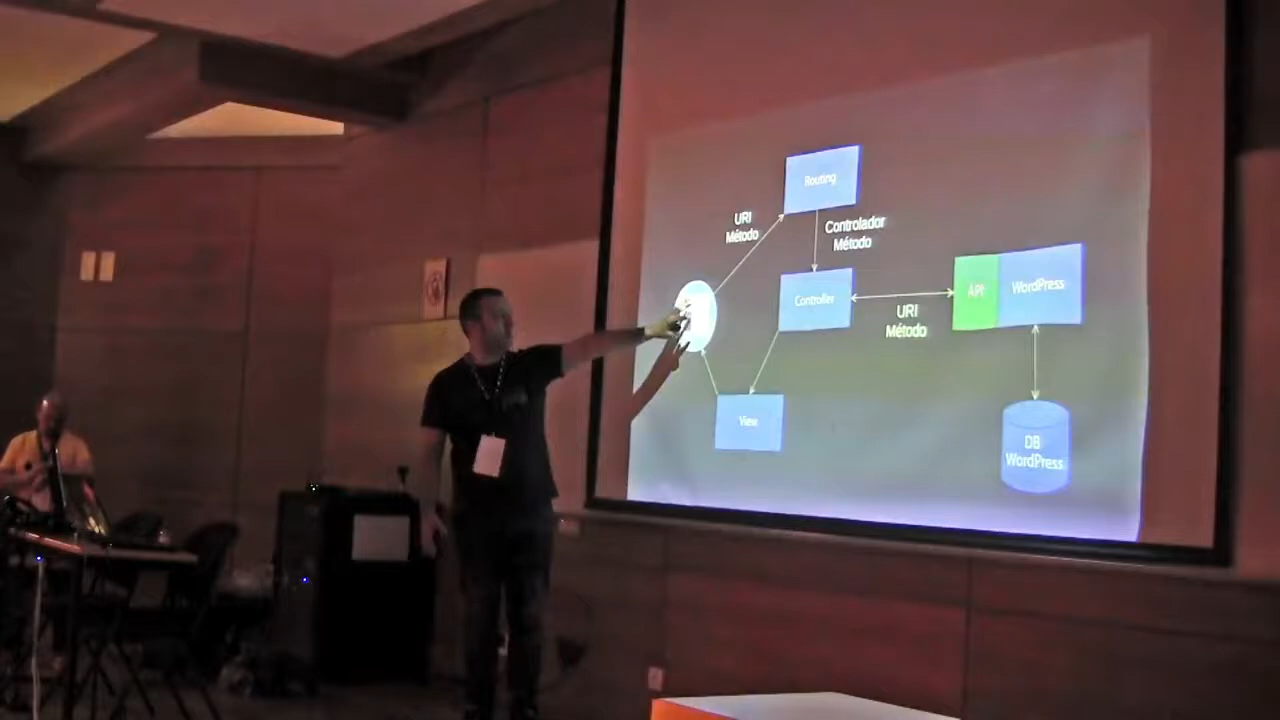 Routing
URI
Método
Controlador
Método
Controller
API
WordPress
URI
Método
View
DB
WordPress